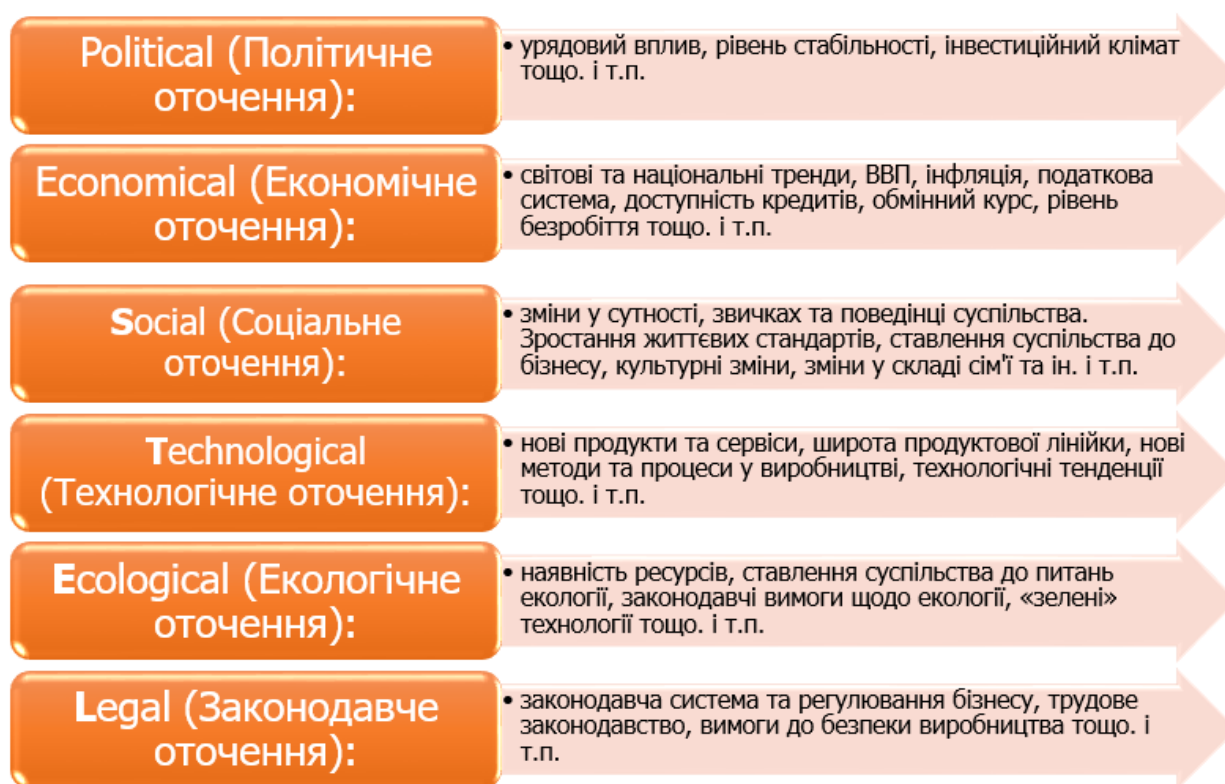 Political (Політичне
оточення):
• урядовий вплив, рівень стабільності, інвестиційний клімат
тощо. і т.п.
Economical (Економічне
оточення):
• світові та національні тренди, ВВП, інфляція, податкова
система, доступність кредитів, обмінний курс, рівень
безробіття тощо. і т.п.
Social (Соціальне
оточення):
• зміни у сутності, звичках та поведінці суспільства.
Зростання життєвих стандартів, ставлення суспільства до
бізнесу, культурні зміни, зміни у складі сім'ї та ін. і т.п.
Technological
(Технологічне оточення):
• нові продукти та сервіси, широта продуктової лінійки, нові
методи та процеси у виробництві, технологічні тенденції
тощо. і т.п.
Ecological (Екологічне
оточення):
• наявність ресурсів, ставлення суспільства до питань
екології, законодавчі вимоги щодо екології, «зелені»
технології тощо. і т.п.
Legal (Законодавче
оточення):
• законодавча система та регулювання бізнесу, трудове
законодавство, вимоги до безпеки виробництва тощо. і
т.п.